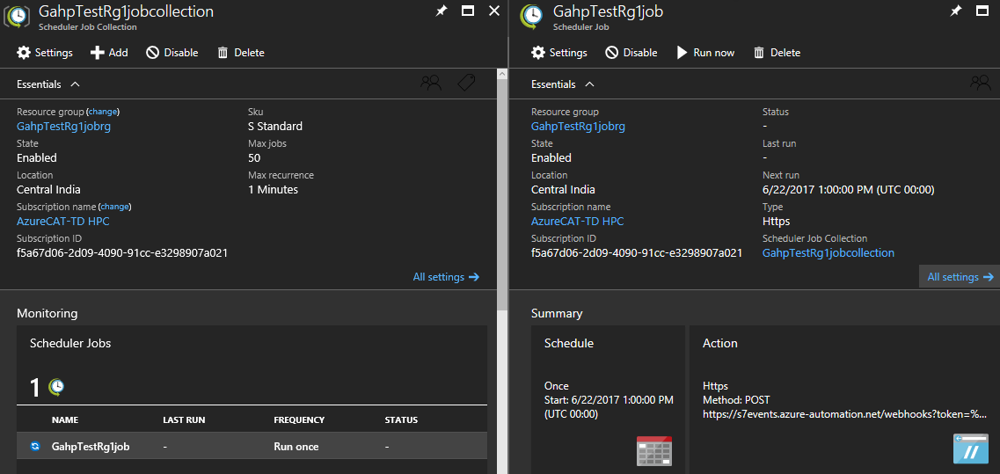 GahpTestRg1jobcollection
Scheduler Job Collection
Settings Add Disable Delete
Essentials
Resource group (change)
GahpTestRg1jobrg
State
Enabled
Location
Central India
Subscription name (change)
AzureCAT-TD HPC
Subscription ID
f5a67d06-2d09-4090-91cc-e3298907a021
Sku
S Standard
Max jobs
50
Max recurrence
1 Minutes
All settings
Monitoring
Scheduler Jobs
1
NAME LAST RUN FREQUENCY STATUS
GahpTestRg1job - Run once -
GahpTestRg1job
Scheduler Job
Settings Disable Run now Delete
Essentials
Resource group
GahpTestRg1jobrg
State
Enabled
Location
Central India
Subscription name
AzureCAT-TD HPC
Subscription ID
f5a67d06-2d09-4090-91cc-e3298907a021
Status
-
Last run
-
Next run
6/22/2017 1:00:00 PM (UTC 00:00)
Type
Https
Scheduler Job Collection
GahpTestRg1jobcollection
All settings
Summary
Schedule
Once
Start: 6/22/2017 1:00:00 PM
(UTC 00:00)
Action
Https
Method: POST
https://s7events.azure-automation.net/webhooks?token=%...